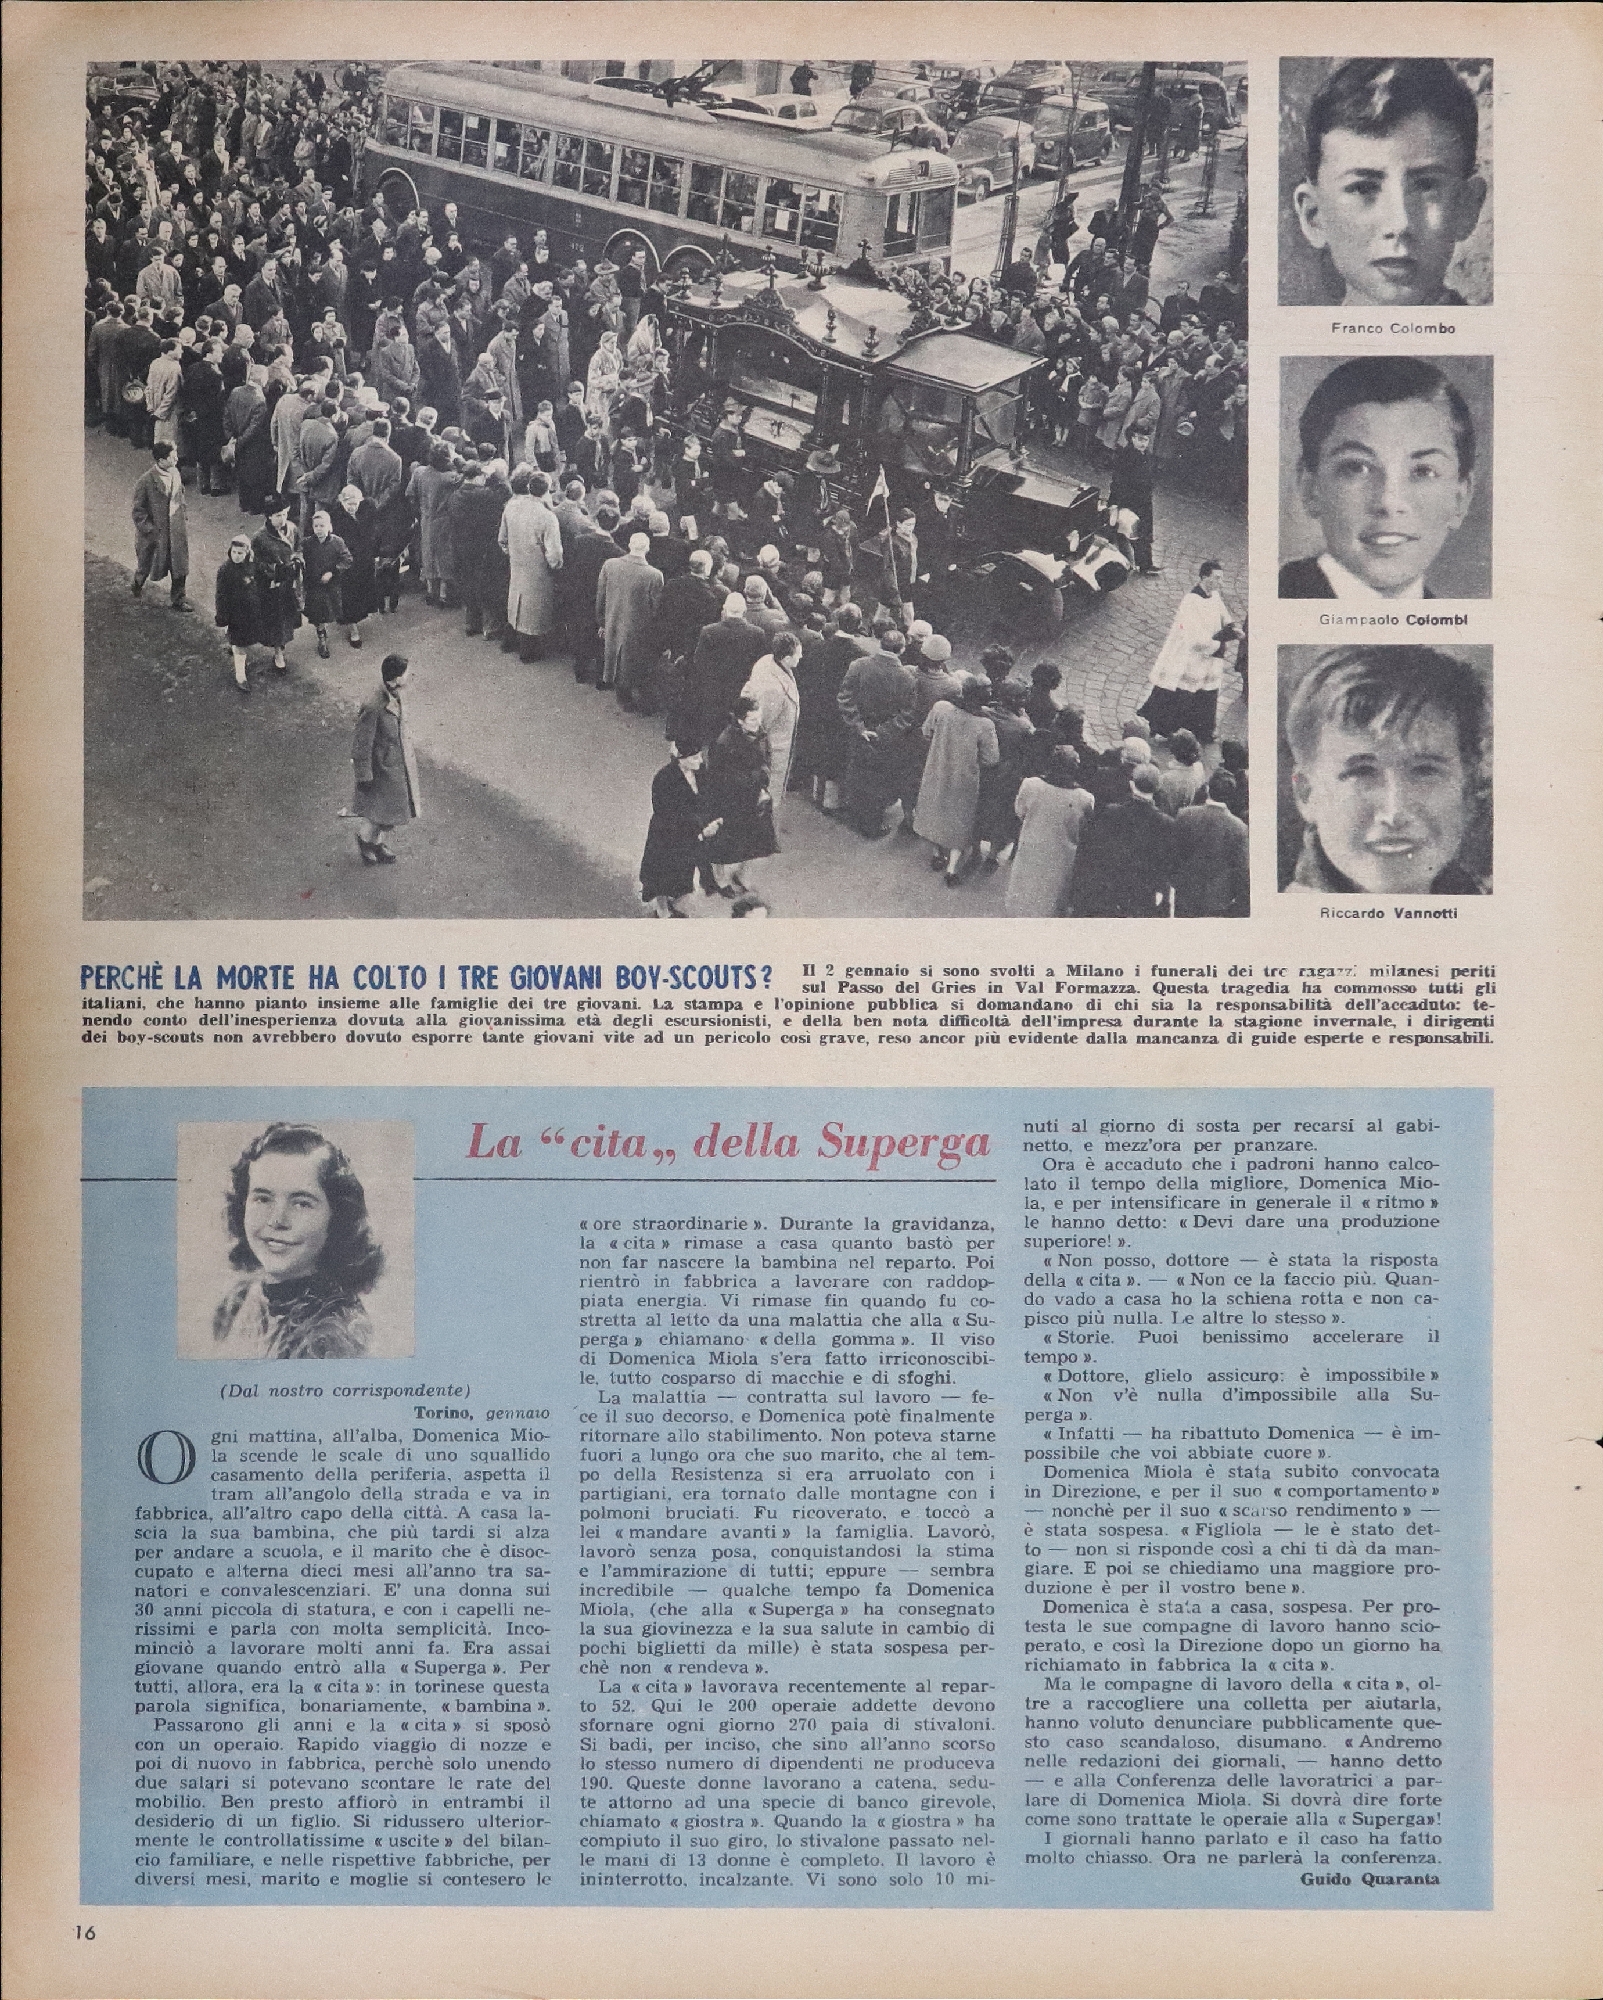 Franco Colombo
Giampaolo Colombi
Riccardo Vannotti
PERCHÈ LA MORTE HA COLTO I TRE GIOVANI BOY-SCOUTS? Il 2 gennaio si sono svolti a Milano i funerali dei tre ragazzi milanesi periti
sul Passo del Gries in Val Formazza. Questa tragedia ha commosso tutti gli
italiani, che hanno pianto insieme alle famiglie dei tre giovani. La stampa e l'opinione pubblica si domandano di chi sia la responsabilità dell'accaduto: te-
nendo conto dell'inesperienza dovuta alla giovanissima età degli escursionisti, e della ben nota difficoltà dell'impresa durante la stagione invernale, i dirigenti
dei boy-scouts non avrebbero dovuto esporre tante giovani vite ad un pericolo così grave, reso ancor più evidente dalla mancanza di guide esperte e responsabili.
La “cita„ della Superga
(Dal nostro corrispondente)
Torino, gennaio
Ogni mattina, all'alba, Domenica Mio-
la scende le scale di uno squallido
casamento della periferia, aspetta il
tram all'angolo della strada e va in
fabbrica, all'altro capo della città. A casa la-
scia la sua bambina, che più tardi si alza
per andare a scuola, e il marito che è disoc-
cupato e alterna dieci mesi all'anno tra sa-
natori e convalescenziari. E' una donna sui
30 anni piccola di statura, e con i capelli ne-
rissimi e parla con molta semplicità. Inco-
minciò a lavorare molti anni fa. Era assai
giovane quando entrò alla « Superga ». Per
tutti, allora, era la « cita »: in torinese questa
parola significa, bonariamente, « bambina ».
Passarono gli anni e la « cita » si sposò
con un operaio. Rapido viaggio di nozze e
poi di nuovo in fabbrica, perchè solo unendo
due salari si potevano scontare le rate del
mobilio. Ben presto affiorò in entrambi il
desiderio di un figlio. Si ridussero ulterior-
mente le controllatissime « uscite » del bilan-
cio familiare, e nelle rispettive fabbriche, per
diversi mesi, marito e moglie si contesero le
« ore straordinarie ». Durante la gravidanza,
la « cita » rimase a casa quanto bastò per
non far nascere la bambina nel reparto. Poi
rientrò in fabbrica a lavorare con raddop-
piata energia. Vi rimase fin quando fu co-
stretta al letto da una malattia che alla « Su-
perga » chiamano « della gomma ». Il viso
di Domenica Miola s'era fatto irriconoscibi-
le, tutto cosparso di macchie e di sfoghi.
La malattia — contratta sul lavoro — fe-
ce il suo decorso, e Domenica potè finalmente
ritornare allo stabilimento. Non poteva starne
fuori a lungo ora che suo marito, che al tem-
po della Resistenza si era arruolato con i
partigiani, era tornato dalle montagne con i
polmoni bruciati. Fu ricoverato, e toccò a
lei « mandare avanti » la famiglia. Lavorò,
lavorò senza posa, conquistandosi la stima
e l'ammirazione di tutti; eppure — sembra
incredibile — qualche tempo fa Domenica
Miola, (che alla « Superga » ha consegnato
la sua giovinezza e la sua salute in cambio di
pochi biglietti da mille) è stata sospesa per-
chè non « rendeva ».
La « cita » lavorava recentemente al repar-
to 52. Qui le 200 operaie addette devono
sfornare ogni giorno 270 paia di stivaloni.
Si badi, per inciso, che sino all'anno scorso
lo stesso numero di dipendenti ne produceva
190. Queste donne lavorano a catena, sedu-
te attorno ad una specie di banco girevole,
chiamato « giostra ». Quando la « giostra » ha
compiuto il suo giro, lo stivalone passato nel-
le mani di 13 donne è completo. Il lavoro è
ininterrotto, incalzante. Vi sono solo 10 mi-
nuti al giorno di sosta per recarsi al gabi-
netto, e mezz'ora per pranzare.
Ora è accaduto che i padroni hanno calco-
lato il tempo della migliore, Domenica Mio-
la, e per intensificare in generale il « ritmo »
le hanno detto: « Devi dare una produzione
superiore! ».
« Non posso, dottore — è stata la risposta
della « cita ». — « Non ce la faccio più. Quan-
do vado a casa ho la schiena rotta e non ca-
pisco più nulla. Le altre lo stesso ».
« Storie. Puoi benissimo accelerare il
tempo ».
« Dottore, glielo assicuro: è impossibile »
« Non v'è nulla d'impossibile alla Su-
perga ».
« Infatti — ha ribattuto Domenica — è im-
possibile che voi abbiate cuore ».
Domenica Miola è stata subito convocata
in Direzione, e per il suo « comportamento »
— nonchè per il suo « scarso rendimento » —
è stata sospesa. « Figliola — le è stato det-
to — non si risponde così a chi ti dà da man-
giare. E poi se chiediamo una maggiore pro-
duzione è per il vostro bene ».
Domenica è stata a casa, sospesa. Per pro-
testa le sue compagne di lavoro hanno scio-
perato, e così la Direzione dopo un giorno ha
richiamato in fabbrica la « cita ».
Ma le compagne di lavoro della « cita », ol-
tre a raccogliere una colletta per aiutarla,
hanno voluto denunciare pubblicamente que-
sto caso scandaloso, disumano. « Andremo
nelle redazioni dei giornali, — hanno detto
— e alla Conferenza delle lavoratrici a par-
lare di Domenica Miola. Si dovrà dire forte
come sono trattate le operaie alla « Superga»!
I giornali hanno parlato e il caso ha fatto
molto chiasso. Ora ne parlerà la conferenza.
Guido Quaranta
16